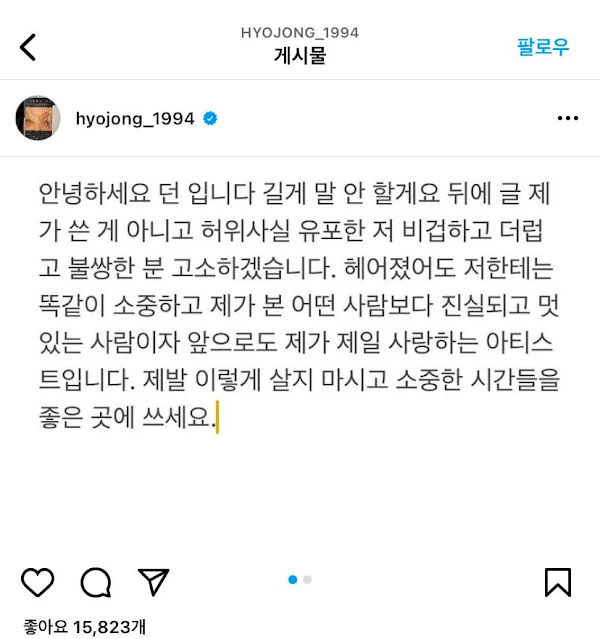 HYOJONG_1994
게시물
팔로우
hyojong_1994
안녕하세요 던 입니다 길게 말 안 할게요 뒤에 글 제
가 쓴 게 아니고 허위사실 유포한 저 비겁하고 더럽
고 불쌍한 분 고소하겠습니다. 헤어졌어도 저한테는
똑같이 소중하고 제가 본 어떤 사람보다 진실되고 멋
있는 사람이자 앞으로도 제가 제일 사랑하는 아티스
트입니다. 제발 이렇게 살지 마시고 소중한 시간들을
좋은 곳에 쓰세요.
좋아요 15,823개